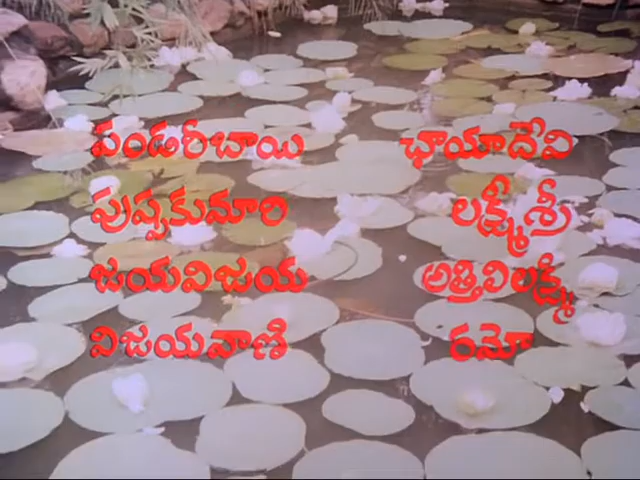 పండరీబాయి ఛాయాదేవి
పుష్పకుమారి లక్ష్మీశ్రీ
జయవిజయ అత్తిలిలక్ష్మి
విజయవాణి రమో